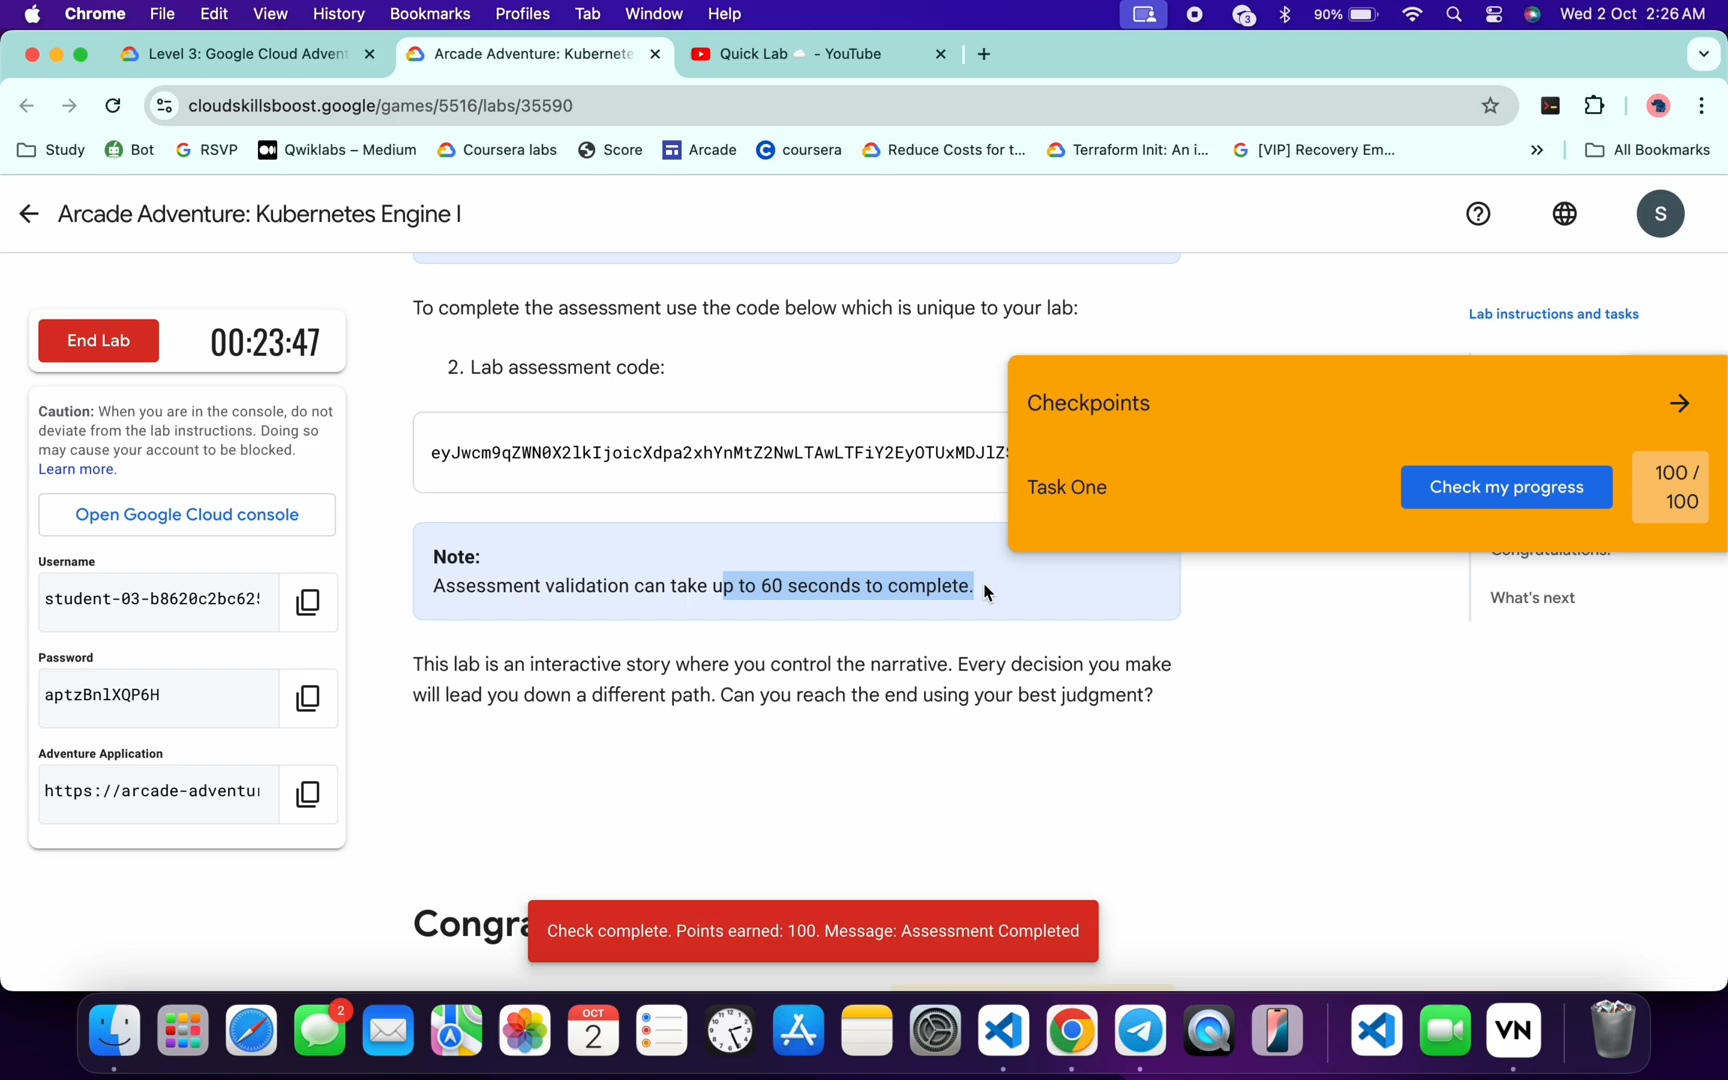 Chrome File Edit View History Bookmarks Profiles Tab Window Help
3 90% Wed 2 Oct 2:26 AM
Level 3: Google Cloud Advent
Arcade Adventure: Kubernete
Quick Lab - YouTube
cloudskillsboost.google/games/5516/labs/35590
Study Bot RSVP Qwiklabs – Medium Coursera labs Score Arcade coursera Reduce Costs for t... Terraform Init: An i... [VIP] Recovery Em... All Bookmarks
Arcade Adventure: Kubernetes Engine I
S
End Lab 00:23:47
Caution: When you are in the console, do not
deviate from the lab instructions. Doing so
may cause your account to be blocked.
Learn more.
Open Google Cloud console
Username
student-03-b8620c2bc625
Password
aptzBnlXQP6H
Adventure Application
https://arcade-adventur
To complete the assessment use the code below which is unique to your lab:
2. Lab assessment code:
eyJwcm9qZWN0X2lkIjoicXdpa2xhYnMtZ2NwLTAwLTFiY2EyOTUxMDJlZ
Note:
Assessment validation can take up to 60 seconds to complete.
This lab is an interactive story where you control the narrative. Every decision you make
will lead you down a different path. Can you reach the end using your best judgment?
Congra
Check complete. Points earned: 100. Message: Assessment Completed
Lab instructions and tasks
Checkpoints
Task One
Check my progress
100 /
100
Congratulations!
What's next
2
OCT
2
VN